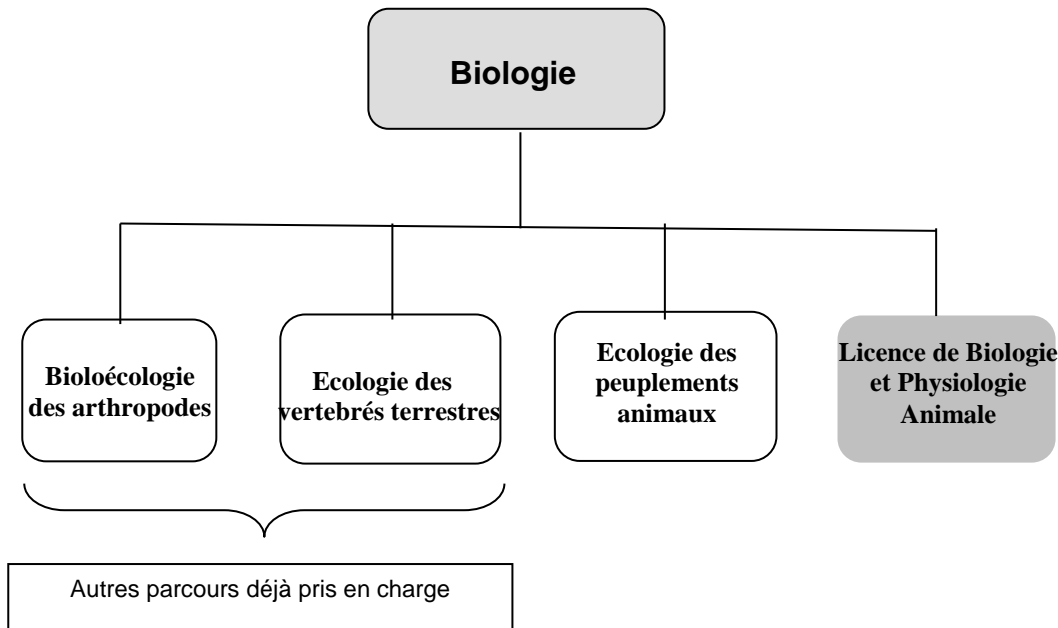 Biologie
Bioloécologie
des arthropodes
Ecologie des
vertebrés terrestres
Ecologie des
peuplements
animaux
Licence de Biologie
et Physiologie
Animale
Autres parcours déjà pris en charge